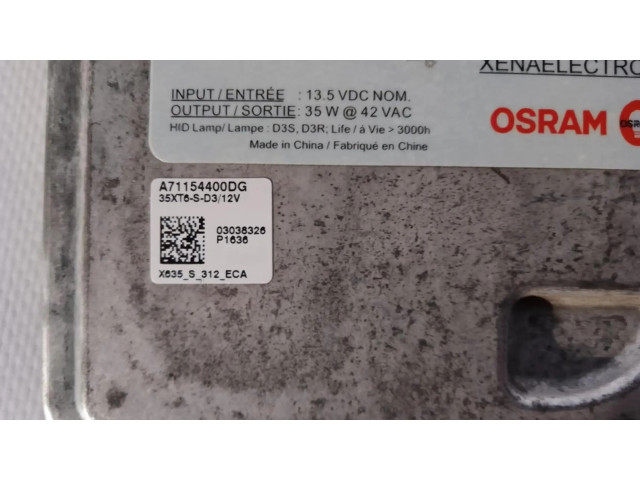 XENAELECTRO
INPUT / ENTRÉE : 13.5 VDC NOM.
OUTPUT / SORTIE: 35 W @ 42 VAC
HID Lamp/ Lampe : D3S, D3R; Life / á Vie > 3000h
Made in China / Fabriqué en Chine
OSRAM
OSRAM
A71154400DG
35XT6-S-D3/12V
03038326
P1636
X635_S_312_ECA